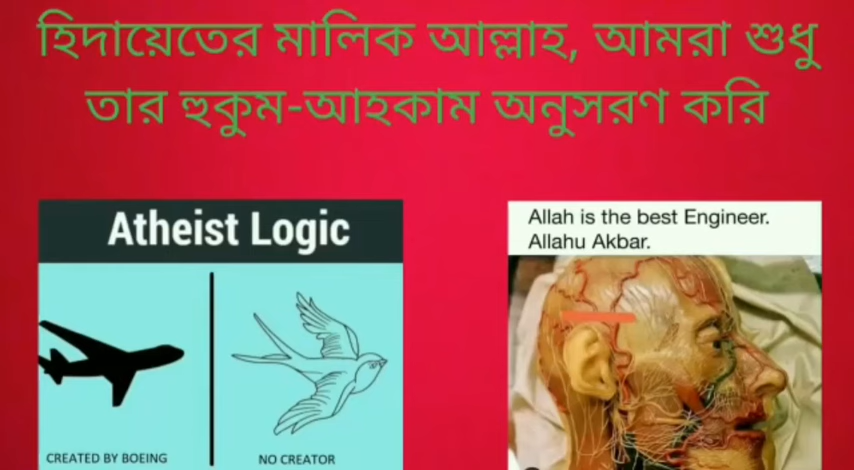 হিদায়েতের মালিক আল্লাহ, আমরা শুধু
তার হুকুম-আহকাম অনুসরণ করি
Atheist Logic
CREATED BY BOEING
NO CREATOR
Allah is the best Engineer.
Allahu Akbar.